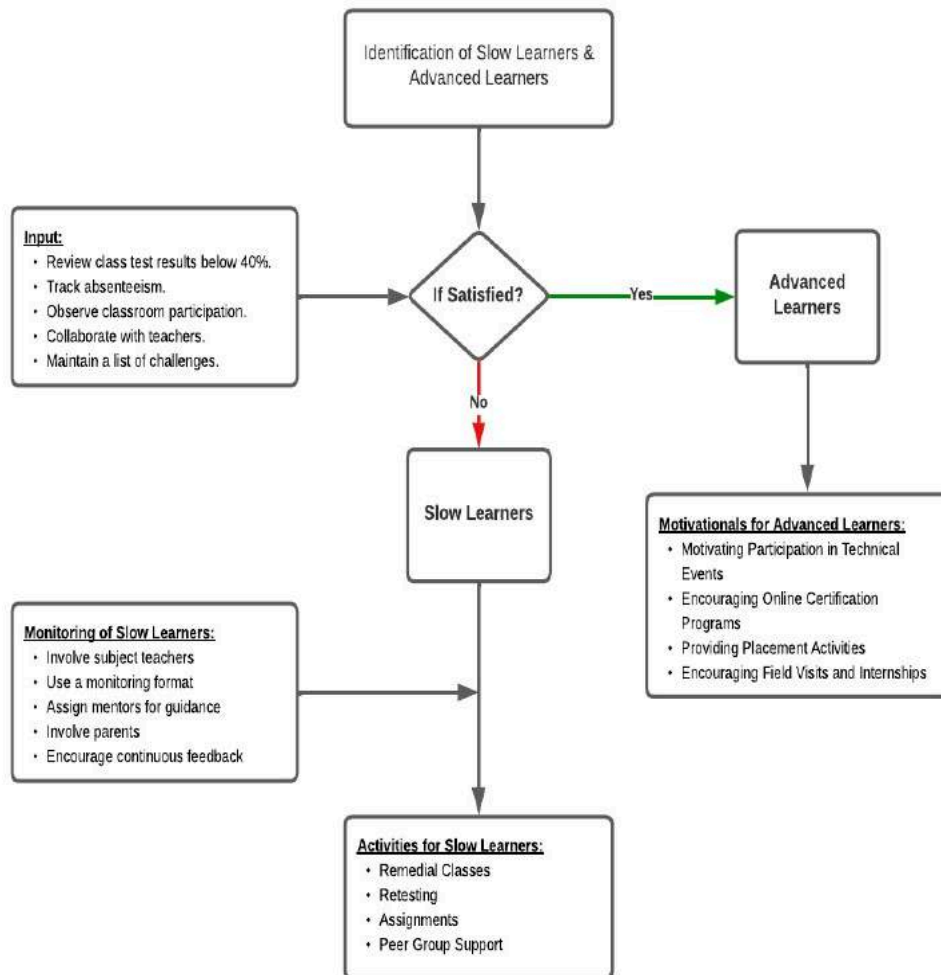 Identification of Slow Learners &
Advanced Learners
Input:
• Review class test results below 40%.
• Track absenteeism.
• Observe classroom participation.
• Collaborate with teachers.
• Maintain a list of challenges.
If Satisfied?
Yes
Advanced
Learners
No
Slow Learners
Motivationals for Advanced Learners:
• Motivating Participation in Technical
Events
• Encouraging Online Certification
Programs
• Providing Placement Activities
• Encouraging Field Visits and Internships
Monitoring of Slow Learners:
• Involve subject teachers
• Use a monitoring format
• Assign mentors for guidance
• Involve parents
• Encourage continuous feedback
Activities for Slow Learners:
• Remedial Classes
• Retesting
• Assignments
• Peer Group Support